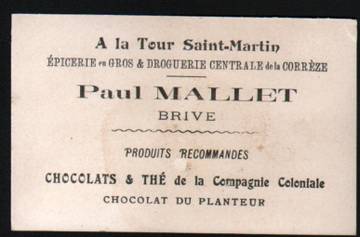 A la Tour Saint-Martin
ÉPICERIE en GROS & DROGUERIE CENTRALE de la CORRÈZE
Paul MALLET
BRIVE
PRODUITS RECOMMANDES
CHOCOLATS & THÉ de la Compagnie Coloniale
CHOCOLAT DU PLANTEUR